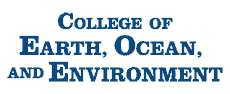 College of
Earth, Ocean,
and Environment